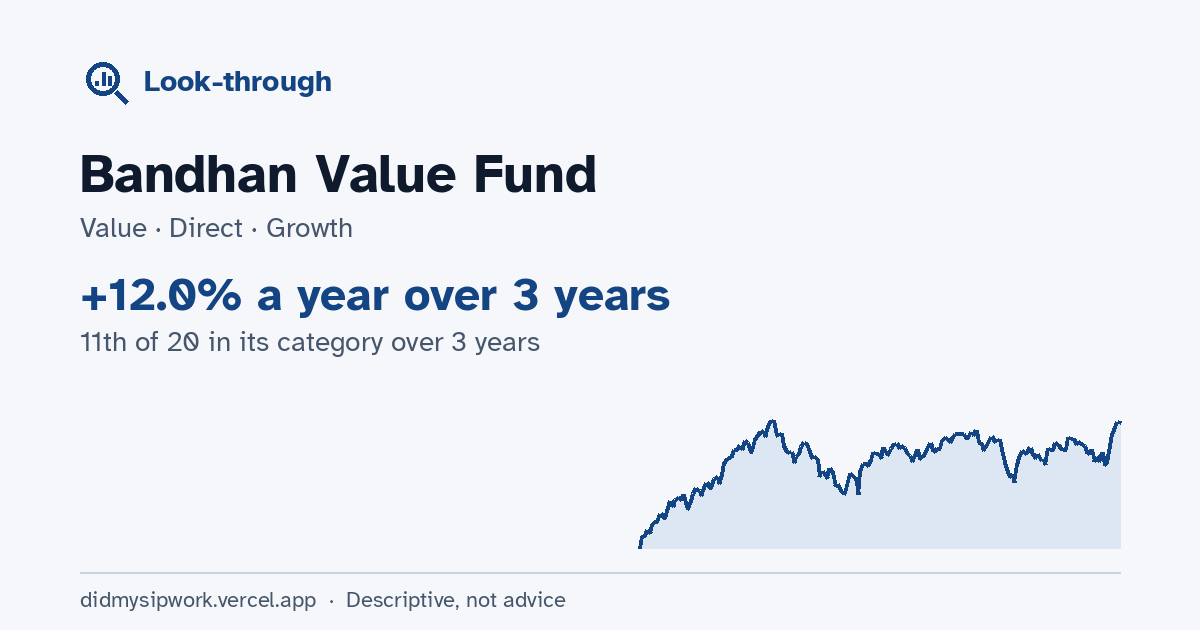 Look-through
Bandhan Value Fund
Value · Direct · Growth
+12.0% a year over 3 years
11th of 20 in its category over 3 years
didmysipwork.vercel.app · Descriptive, not advice